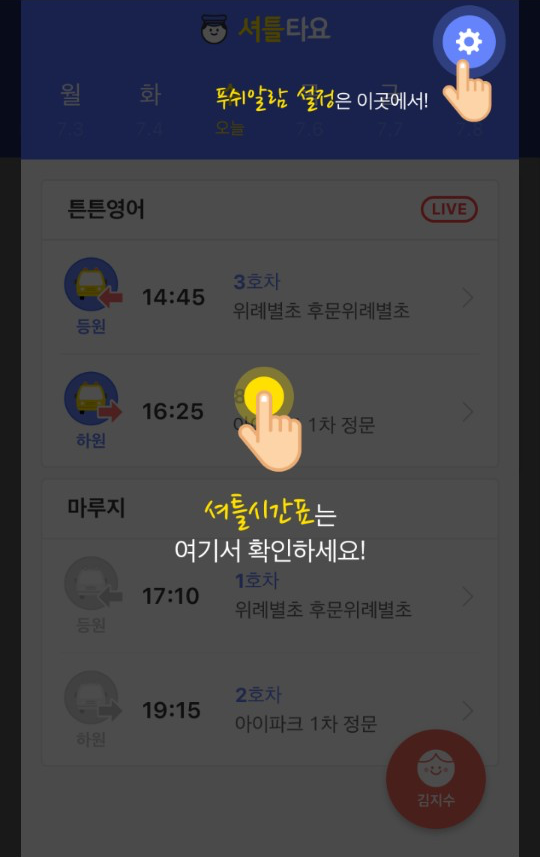 셔틀타요
월 화 금
푸쉬알람 설정은 이곳에서!
7.3 7.4 오늘 7.6 7.7 7.8
튼튼영어 LIVE
3호차
14:45
위례별초 후문위례별초
등원
16:25
1차 정문
하원
셔틀시간표는
마루지
여기서 확인하세요!
1호차
17:10
위례별초 후문위례별초
등원
2호차
19:15
아이파크 1차 정문
하원
김지수